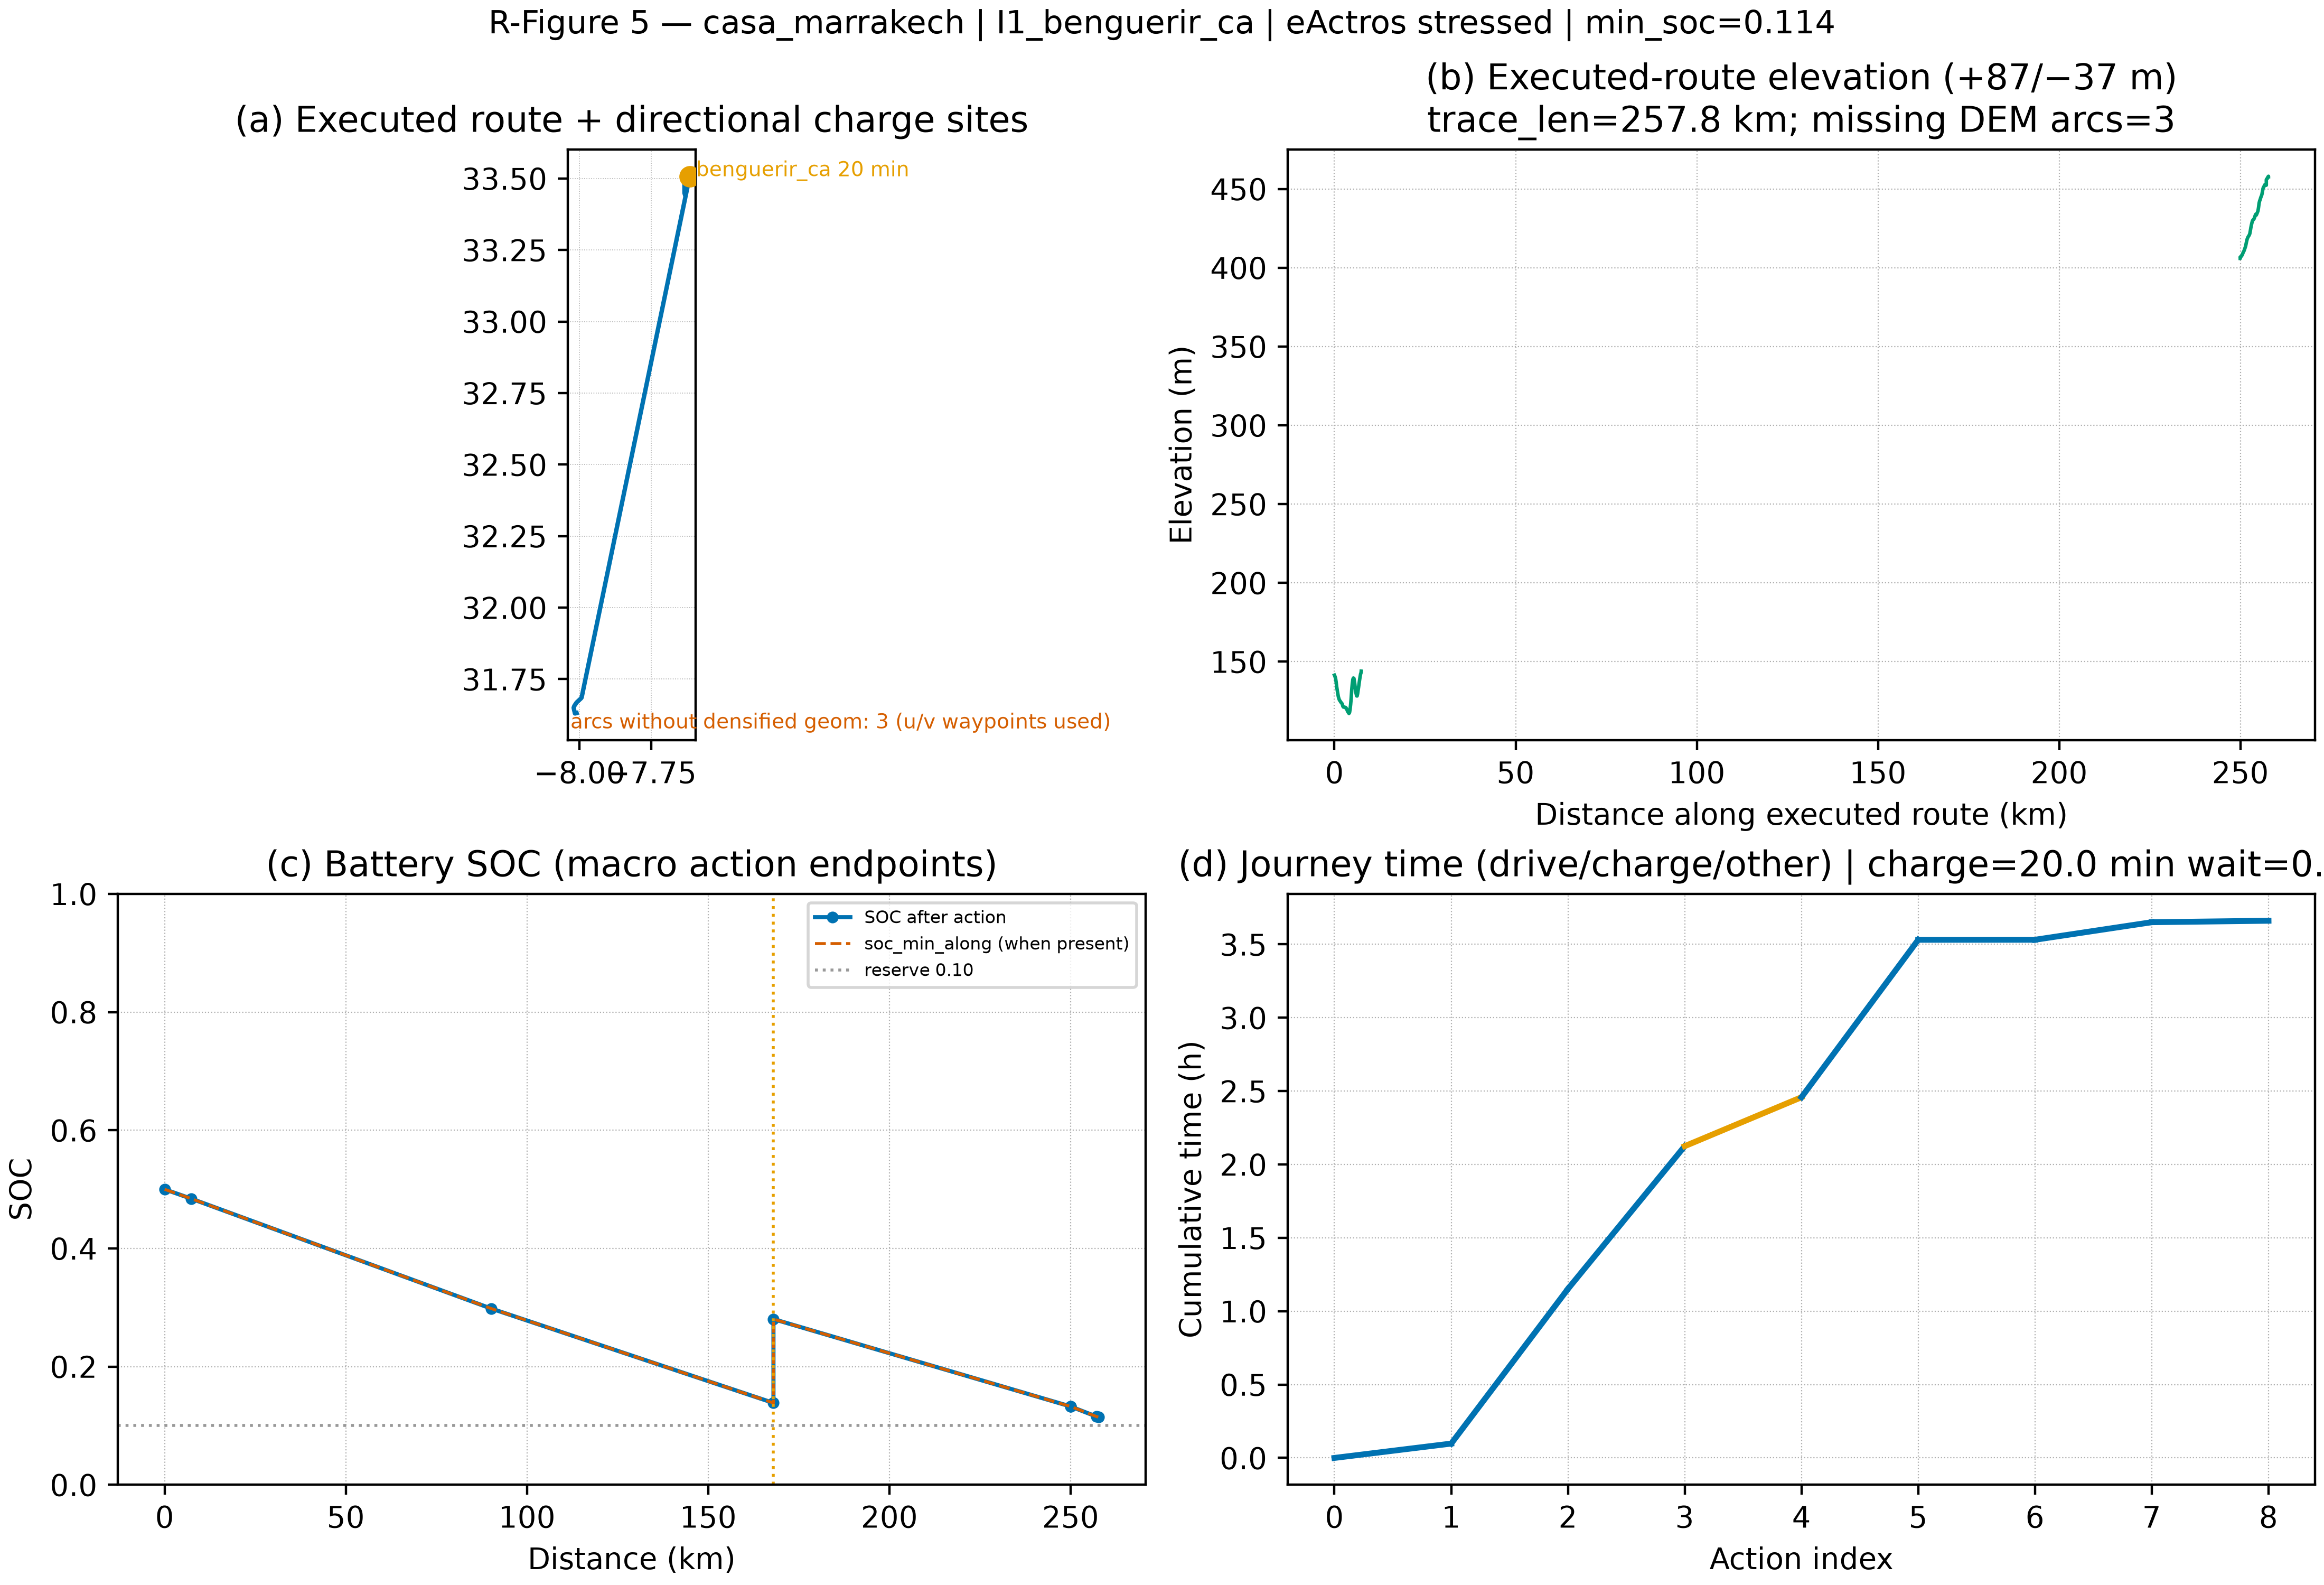 R-Figure 5 — casa_marrakech | I1_benguerir_ca | eActros stressed | min_soc=0.114
(a) Executed route + directional charge sites
benguerir_ca 20 min
33.50
33.25
33.00
32.75
32.50
32.25
32.00
31.75
arcs without densified geom: 3 (u/v waypoints used)
−8.00
−7.75
(b) Executed-route elevation (+87/−37 m)
trace_len=257.8 km; missing DEM arcs=3
Elevation (m)
450
400
350
300
250
200
150
0 50 100 150 200 250
Distance along executed route (km)
(c) Battery SOC (macro action endpoints)
SOC after action
soc_min_along (when present)
reserve 0.10
SOC
1.0
0.8
0.6
0.4
0.2
0.0
0 50 100 150 200 250
Distance (km)
(d) Journey time (drive/charge/other) | charge=20.0 min wait=0.
Cumulative time (h)
3.5
3.0
2.5
2.0
1.5
1.0
0.5
0.0
0 1 2 3 4 5 6 7 8
Action index